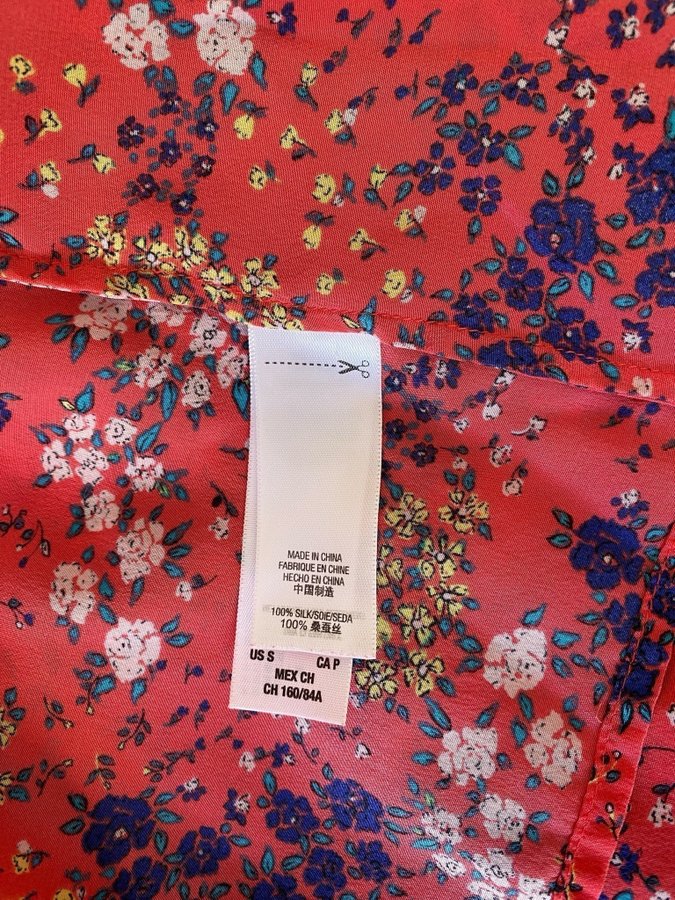 MADE IN CHINA
FABRIQUE EN CHINE
HECHO EN CHINA
中国制造
100% SILK/SOIE/SEDA
100% 桑蚕丝
US S CA P
MEX CH
CH 160/84A